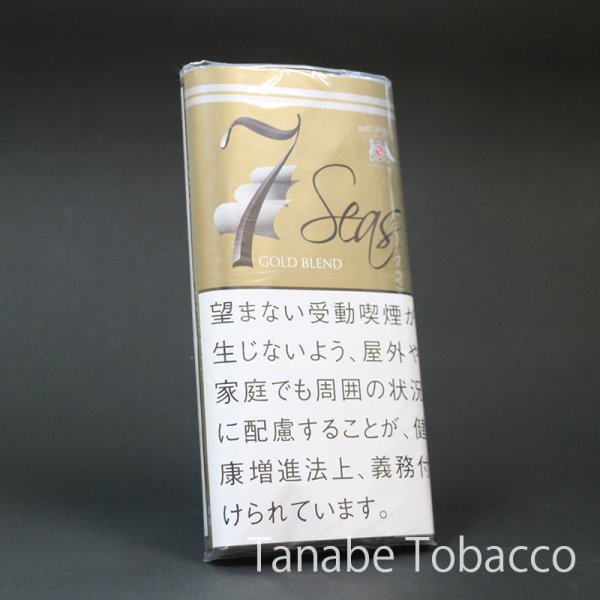 7 Seas
GOLD BLEND
望まない受動喫煙が
生じないよう、屋外や
家庭でも周囲の状況
に配慮することが、健
康増進法上、義務付
けられています。
Tanabe Tobacco